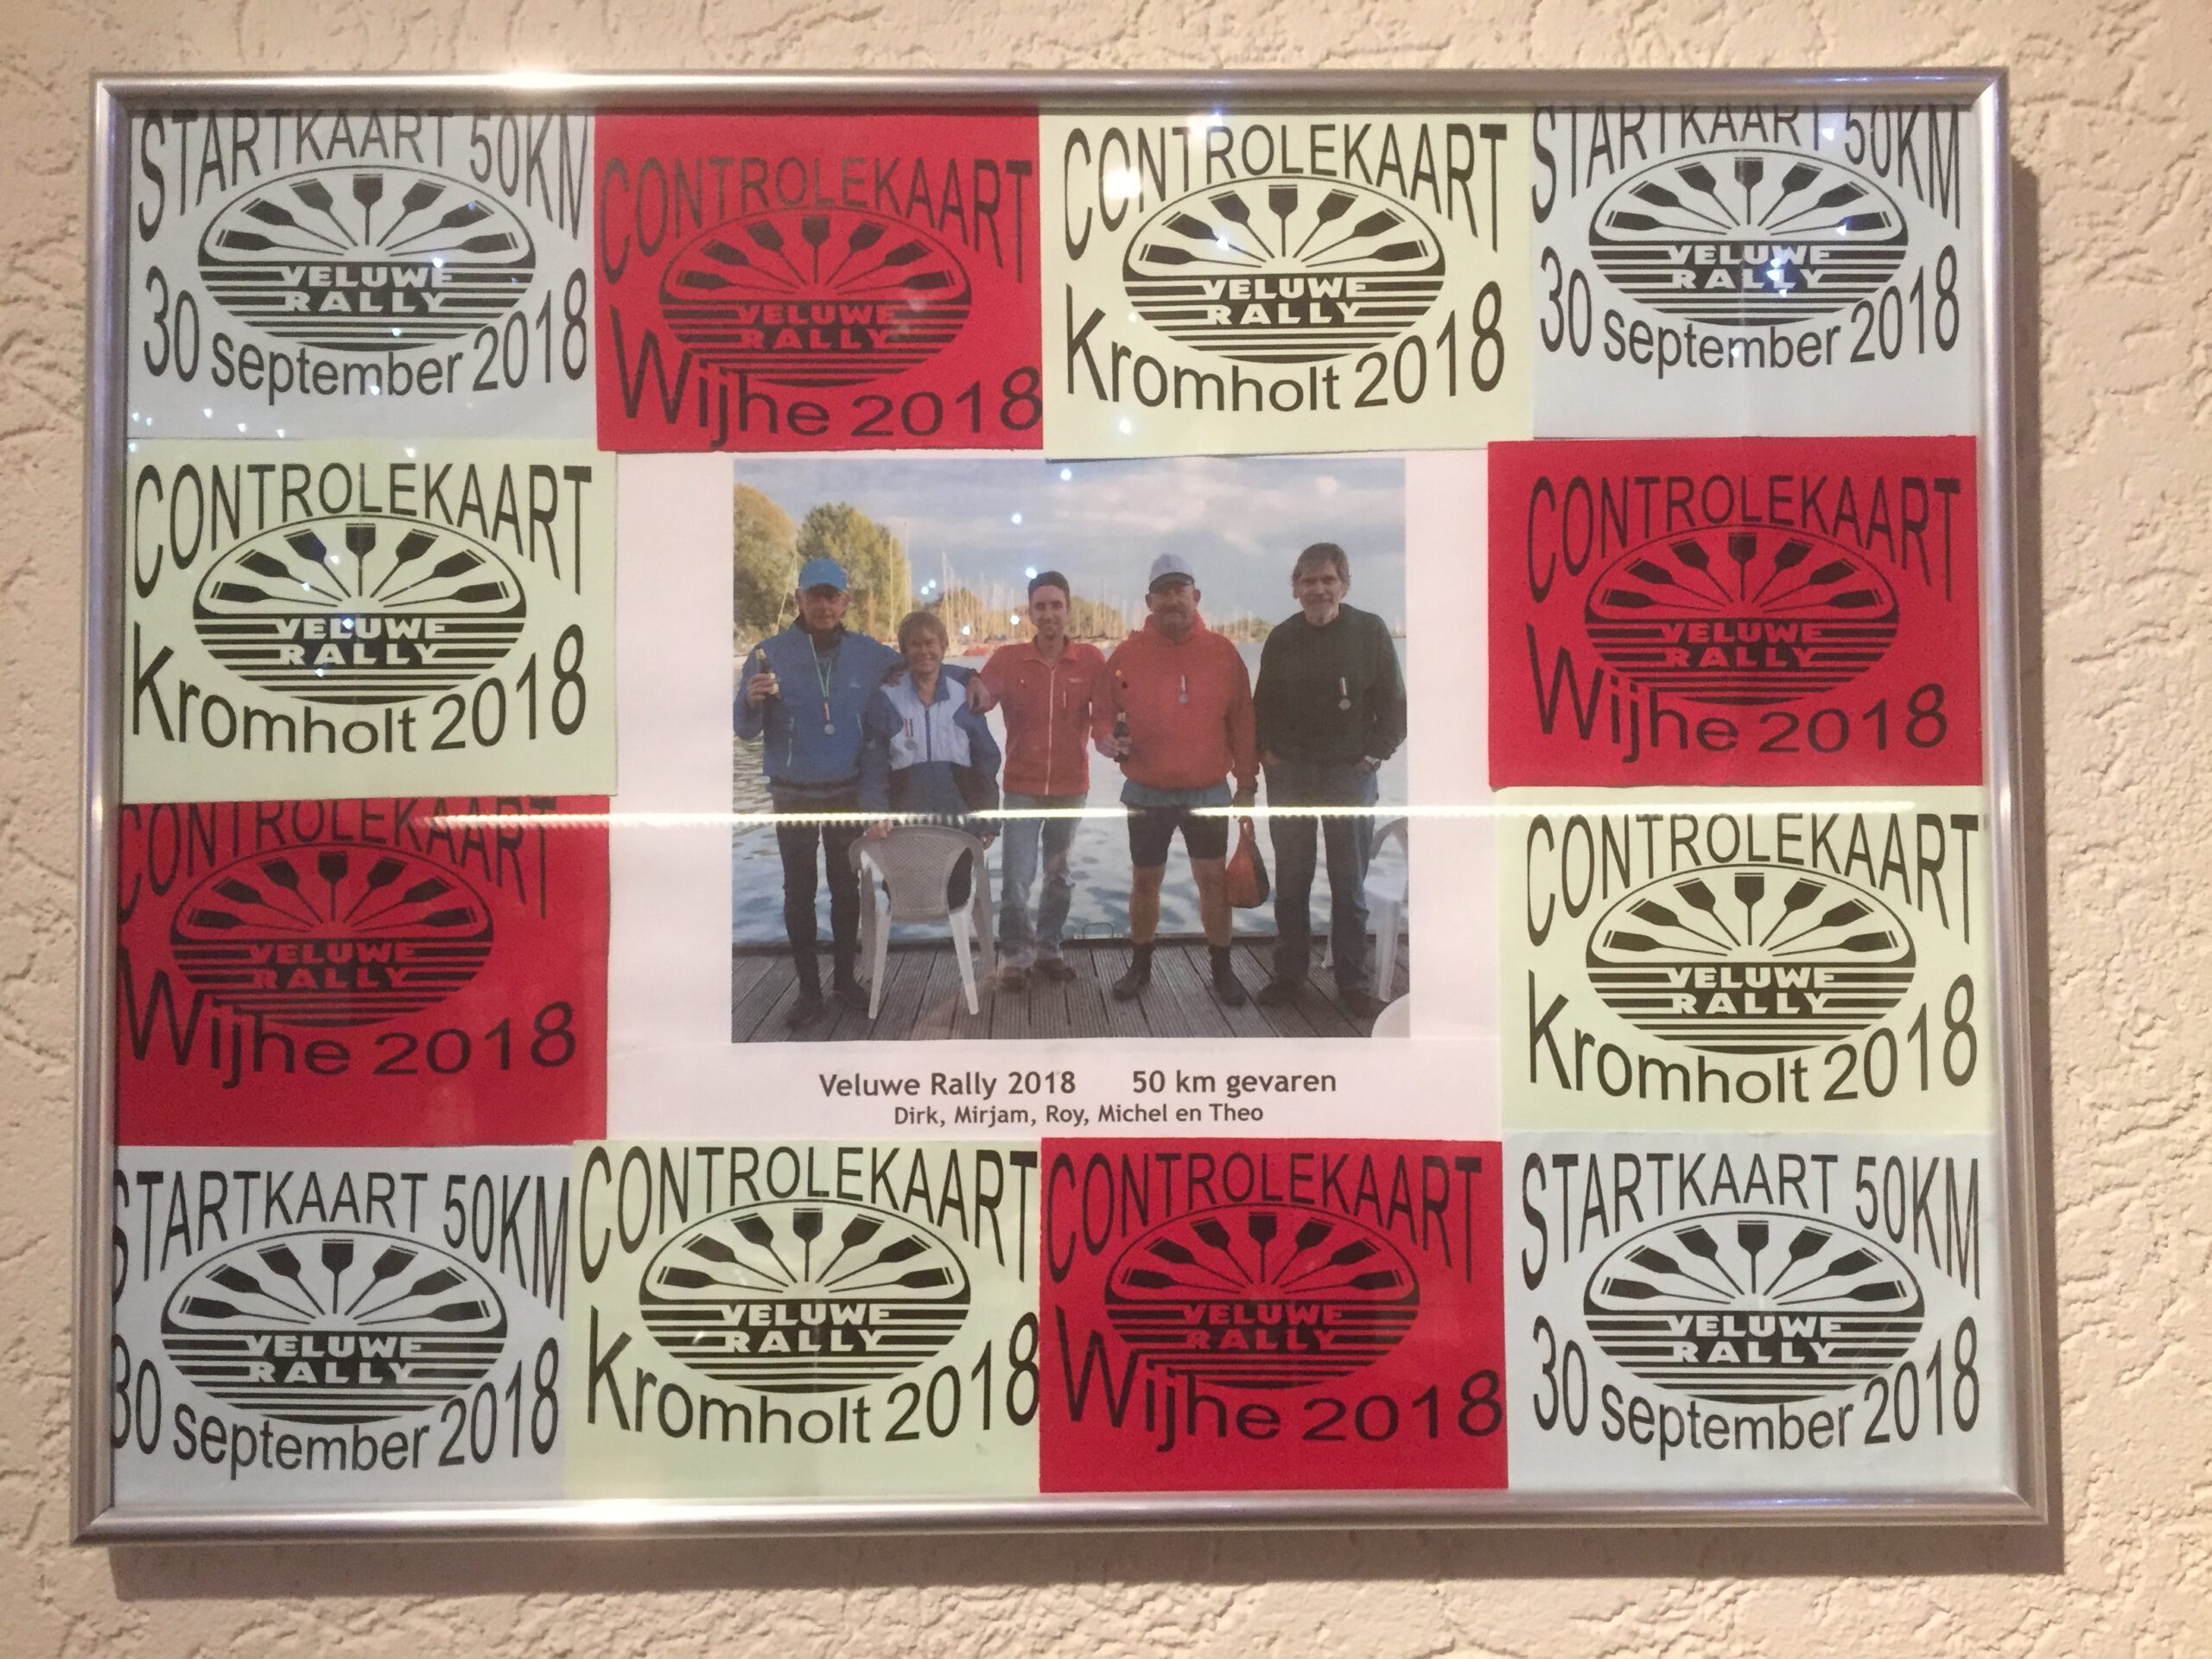 STARTKAART 50KM
VELUWE
RALLY
30 september 2018
CONTROLEKAART
VELUWE
RALLY
Wijhe 2018
CONTROLEKAART
VELUWE
RALLY
Kromholt 2018
STARTKAART 50KM
VELUWE
RALLY
30 september 2018
CONTROLEKAART
VELUWE
RALLY
Kromholt 2018
CONTROLEKAART
VELUWE
RALLY
Wijhe 2018
CONTROLEKAART
VELUWE
RALLY
Wijhe 2018
CONTROLEKAART
VELUWE
RALLY
Kromholt 2018
Veluwe Rally 2018 50 km gevaren
Dirk, Mirjam, Roy, Michel en Theo
STARTKAART 50KM
VELUWE
RALLY
30 september 2018
CONTROLEKAART
VELUWE
RALLY
Kromholt 2018
CONTROLEKAART
VELUWE
RALLY
Wijhe 2018
STARTKAART 50KM
VELUWE
RALLY
30 september 2018